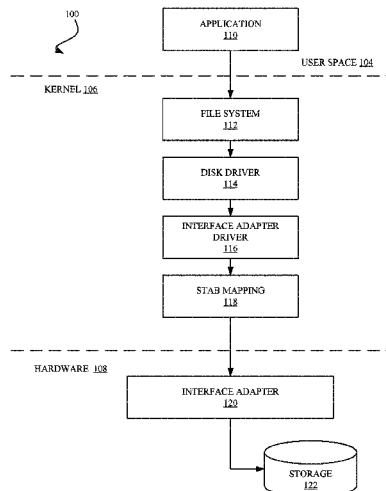 100
APPLICATION
110
USER SPACE 104
KERNEL 106
FILE SYSTEM
112
DISK DRIVER
114
INTERFACE ADAPTER
DRIVER
116
STAB MAPPING
118
HARDWARE 108
INTERFACE ADAPTER
120
STORAGE
122